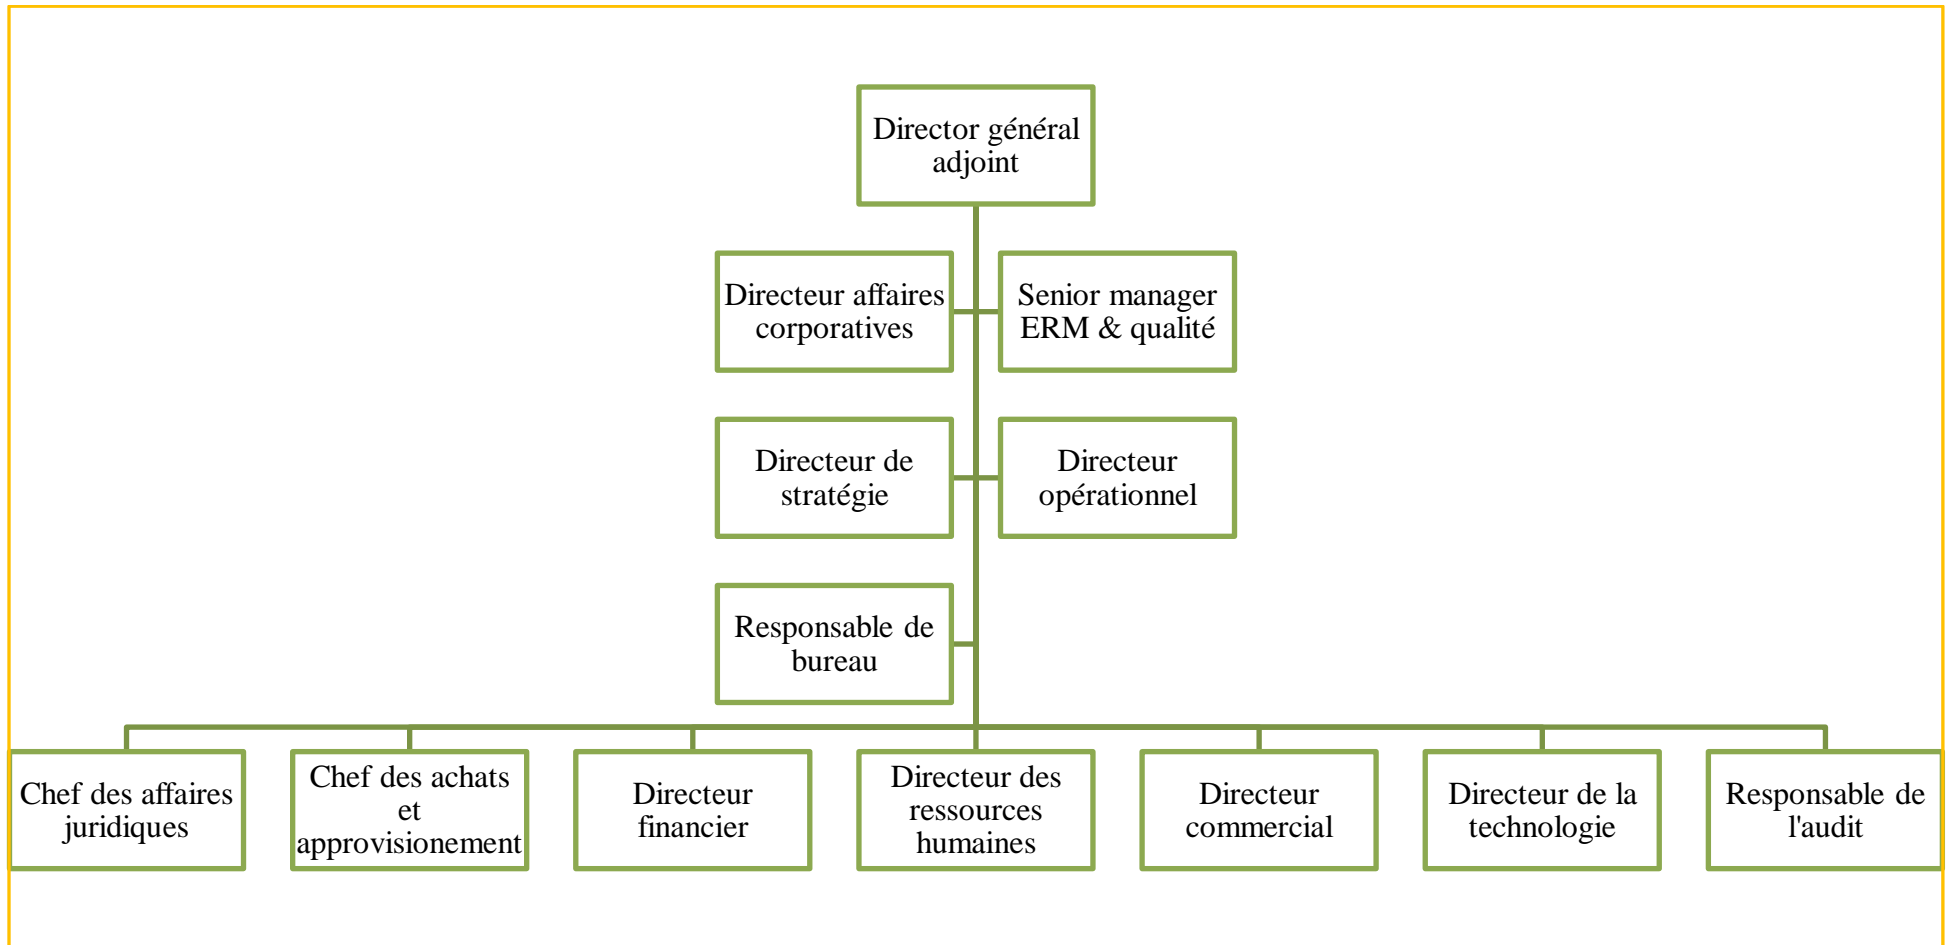 Director général
adjoint
Directeur affaires
corporatives
Senior manager
ERM & qualité
Directeur de
stratégie
Directeur
opérationnel
Responsable de
bureau
Chef des affaires
juridiques
Chef des achats
et
approvisionement
Directeur
financier
Directeur des
ressources
humaines
Directeur
commercial
Directeur de la
technologie
Responsable de
l'audit